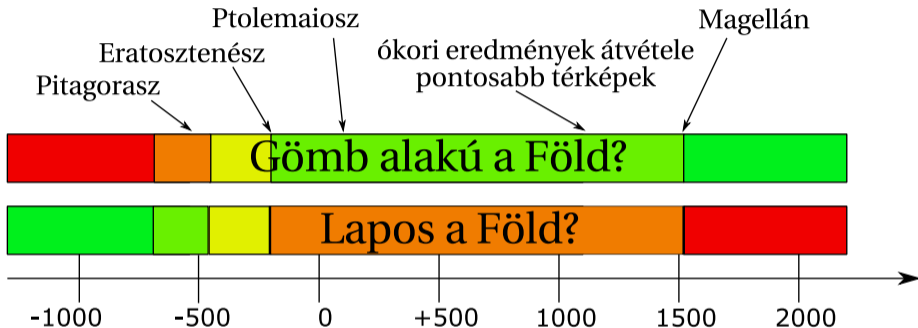 Ptolemaiosz
Magellán
Eratosztenész
ókori eredmények átvétele
pontosabb térképek
Pitagorasz
Gömb alakú a Föld?
Lapos a Föld?
-1000 -500 0 +500 1000 1500 2000